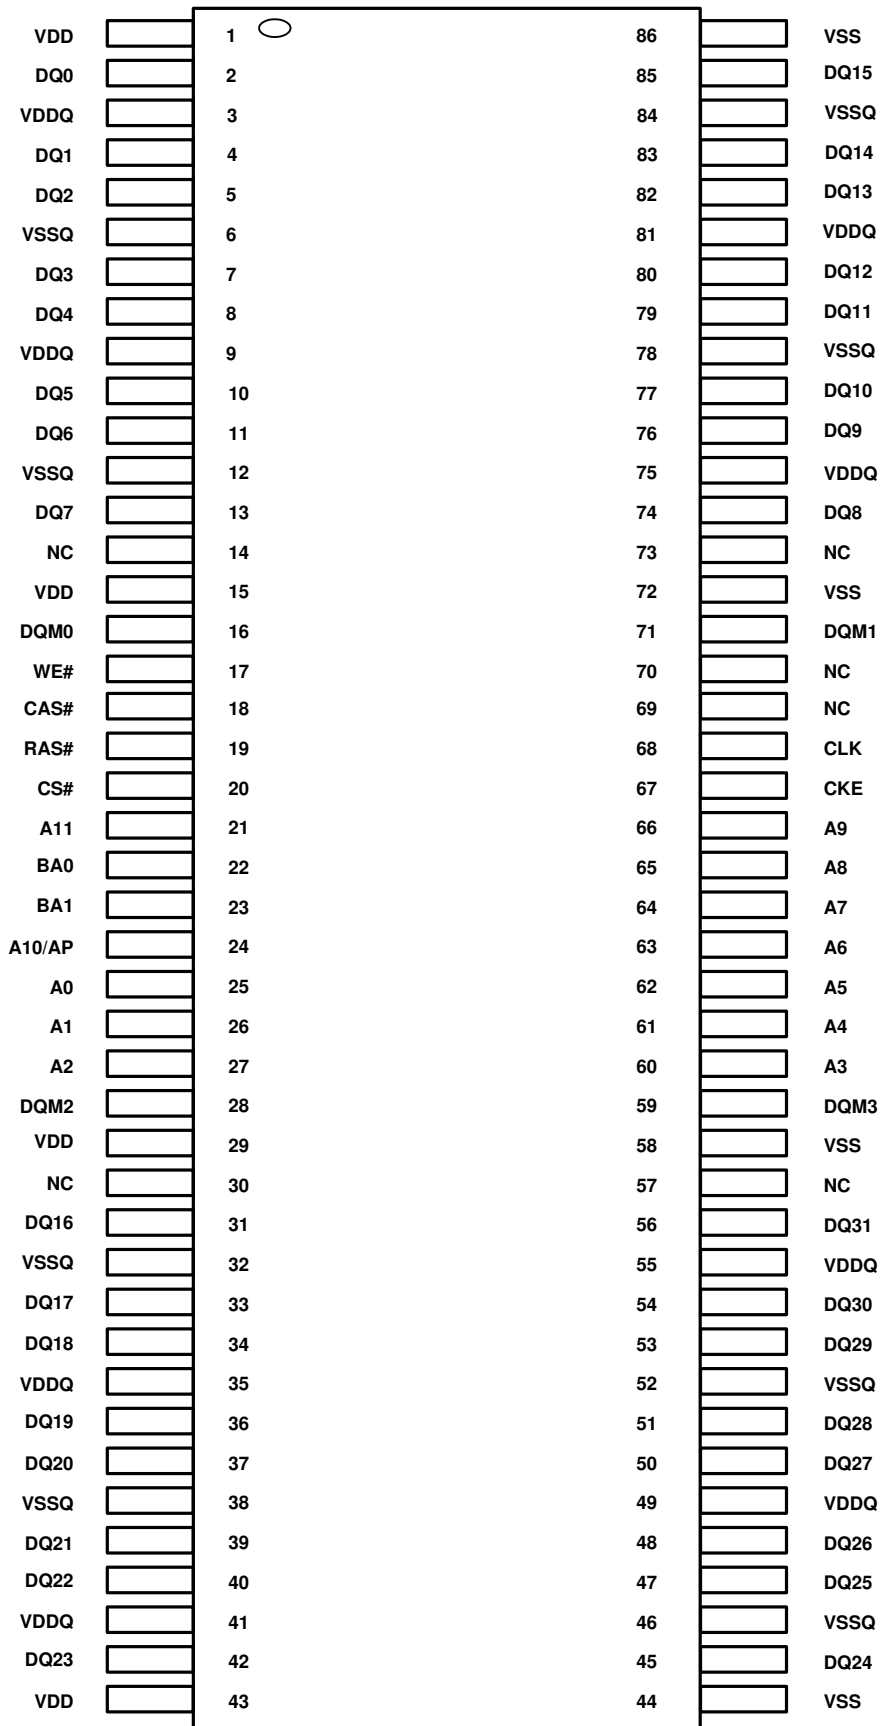 VDD 1 86 VSS
DQ0 2 85 DQ15
VDDQ 3 84 VSSQ
DQ1 4 83 DQ14
DQ2 5 82 DQ13
VSSQ 6 81 VDDQ
DQ3 7 80 DQ12
DQ4 8 79 DQ11
VDDQ 9 78 VSSQ
DQ5 10 77 DQ10
DQ6 11 76 DQ9
VSSQ 12 75 VDDQ
DQ7 13 74 DQ8
NC 14 73 NC
VDD 15 72 VSS
DQM0 16 71 DQM1
WE# 17 70 NC
CAS# 18 69 NC
RAS# 19 68 CLK
CS# 20 67 CKE
A11 21 66 A9
BA0 22 65 A8
BA1 23 64 A7
A10/AP 24 63 A6
A0 25 62 A5
A1 26 61 A4
A2 27 60 A3
DQM2 28 59 DQM3
VDD 29 58 VSS
NC 30 57 NC
DQ16 31 56 DQ31
VSSQ 32 55 VDDQ
DQ17 33 54 DQ30
DQ18 34 53 DQ29
VDDQ 35 52 VSSQ
DQ19 36 51 DQ28
DQ20 37 50 DQ27
VSSQ 38 49 VDDQ
DQ21 39 48 DQ26
DQ22 40 47 DQ25
VDDQ 41 46 VSSQ
DQ23 42 45 DQ24
VDD 43 44 VSS